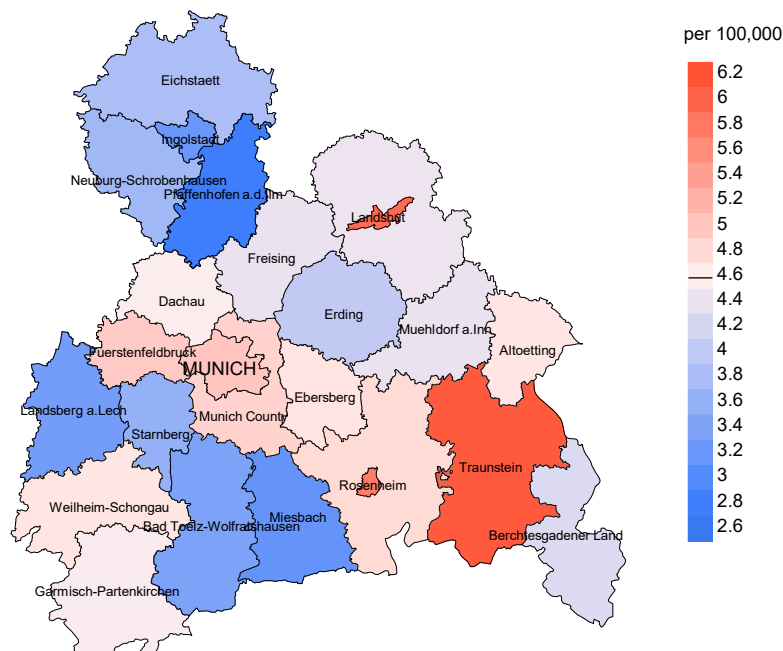 per 100,000
6.2
6
5.8
5.6
5.4
5.2
5
4.8
4.6
4.4
4.2
4
3.8
3.6
3.4
3.2
3
2.8
2.6
Eichstaett
Ingolstadt
Neuburg-Schrobenhausen
Pfaffenhofen a.d.Ilm
Landshut
Freising
Dachau
Erding
Muehldorf a.Inn
Fuerstenfeldbruck
MUNICH
Altoetting
Ebersberg
Landsberg a.Lech
Munich County
Starnberg
Traunstein
Rosenheim
Weilheim-Schongau
Miesbach
Bad Toelz-Wolfratshausen
Berchtesgadener Land
Garmisch-Partenkirchen